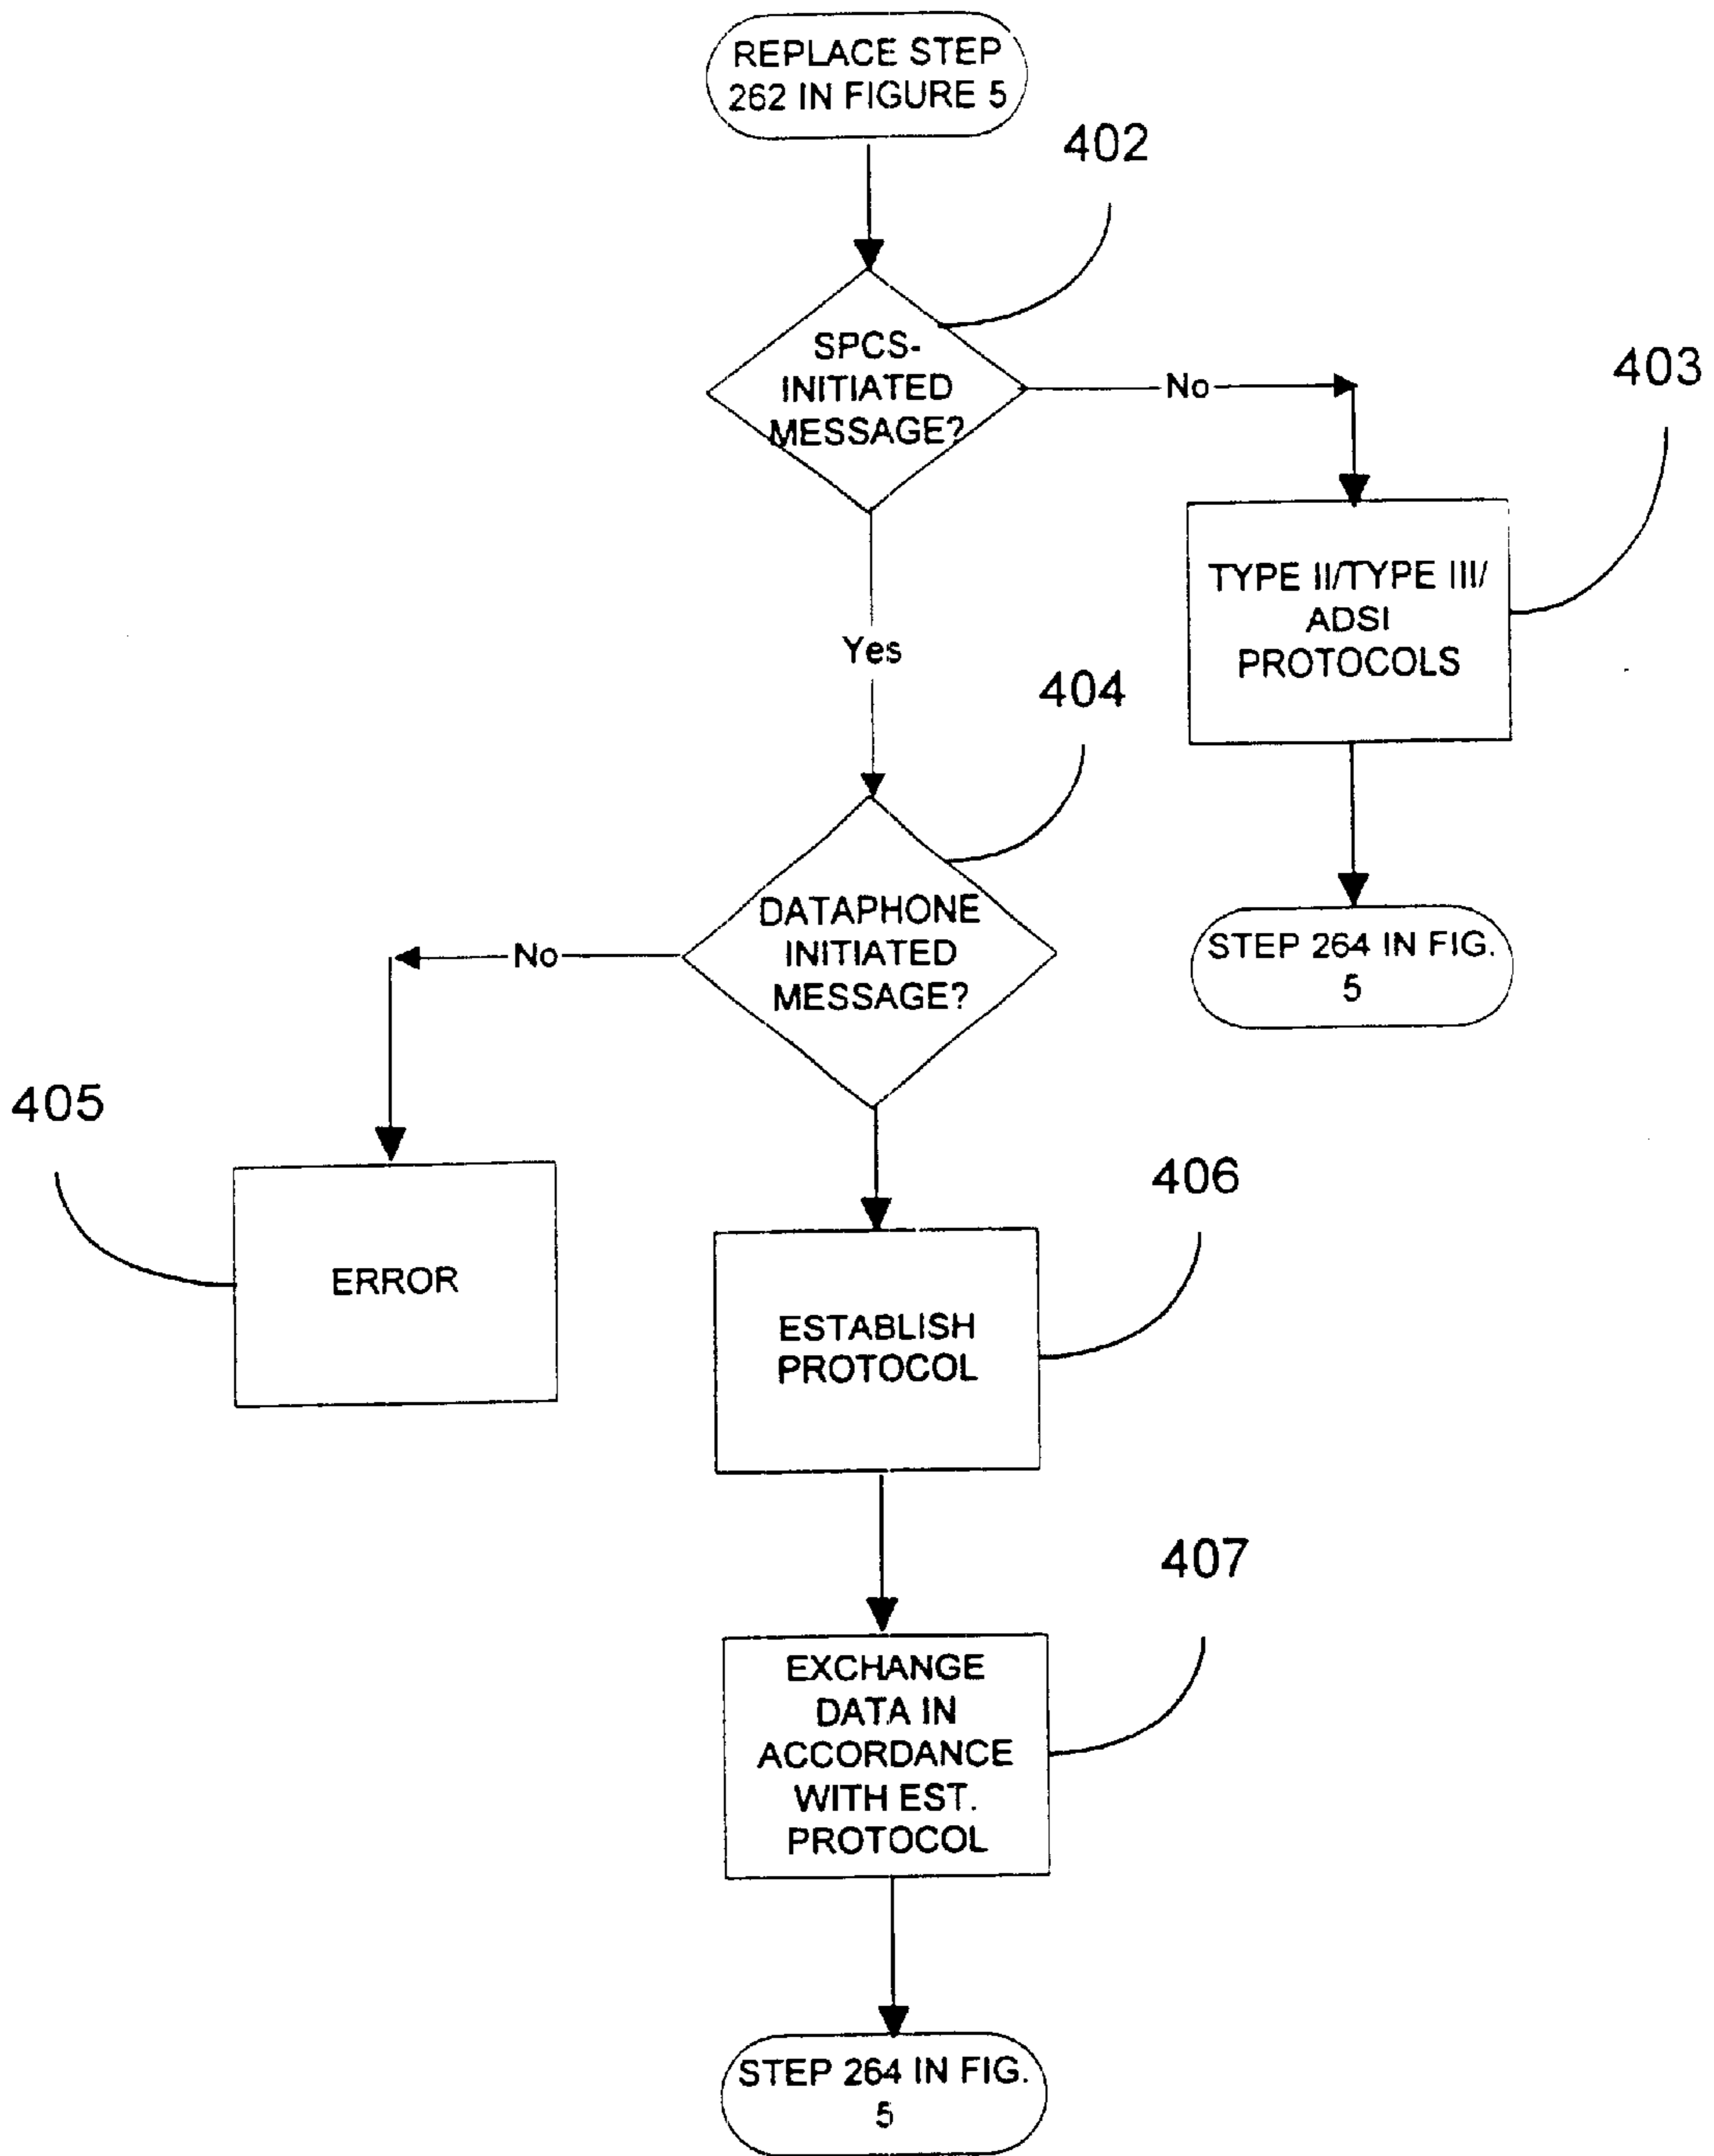 REPLACE STEP
262 IN FIGURE 5
402
SPCS-
INITIATED
MESSAGE?
No
403
TYPE II/TYPE III/
ADSI
PROTOCOLS
Yes
404
STEP 264 IN FIG.
5
DATAPHONE
INITIATED
MESSAGE?
No
405
ERROR
406
ESTABLISH
PROTOCOL
407
EXCHANGE
DATA IN
ACCORDANCE
WITH EST.
PROTOCOL
STEP 264 IN FIG.
5